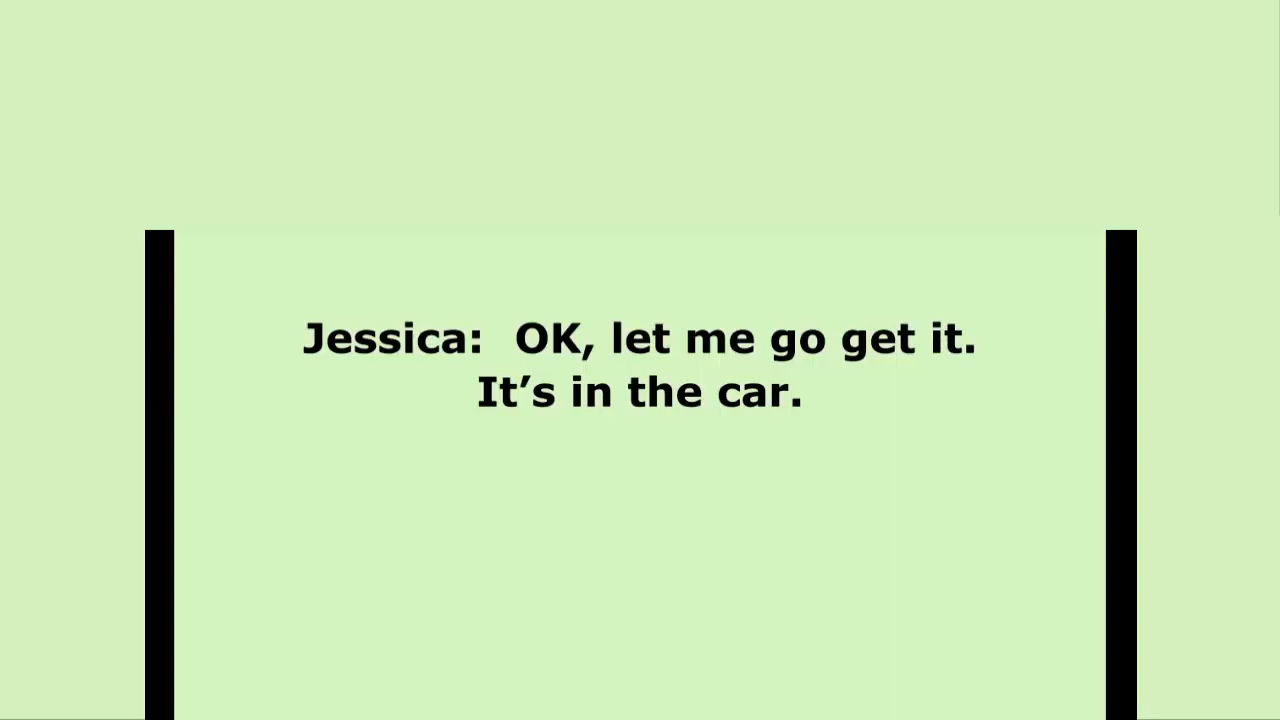 Jessica:  OK, let me go get it.
It’s in the car.